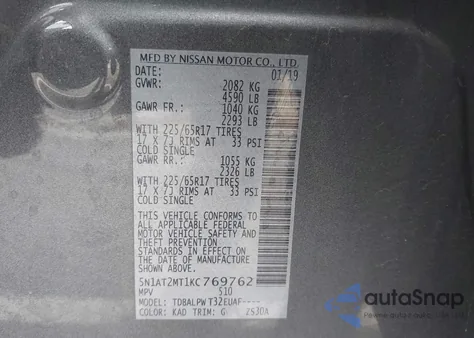 MFD BY NISSAN MOTOR CO., LTD.
DATE: 01/19
GVWR: 2082 KG
4590 LB
GAWR FR.: 1040 KG
2293 LB
WITH 225/65R17 TIRES
17 X 7J RIMS AT 33 PSI
COLD SINGLE
GAWR RR.: 1055 KG
2326 LB
WITH 225/65R17 TIRES
17 X 7J RIMS AT 33 PSI
COLD SINGLE
THIS VEHICLE CONFORMS TO
ALL APPLICABLE FEDERAL
MOTOR VEHICLE SAFETY AND
THEFT PREVENTION
STANDARDS IN EFFECT ON
THE DATE OF MANUFACTURE
SHOWN ABOVE.
5N1AT2MT1KC769762
MPV S10
MODEL: TDBALPW T32EUAF----
COLOR: KAD TRIM: G
autaSnap